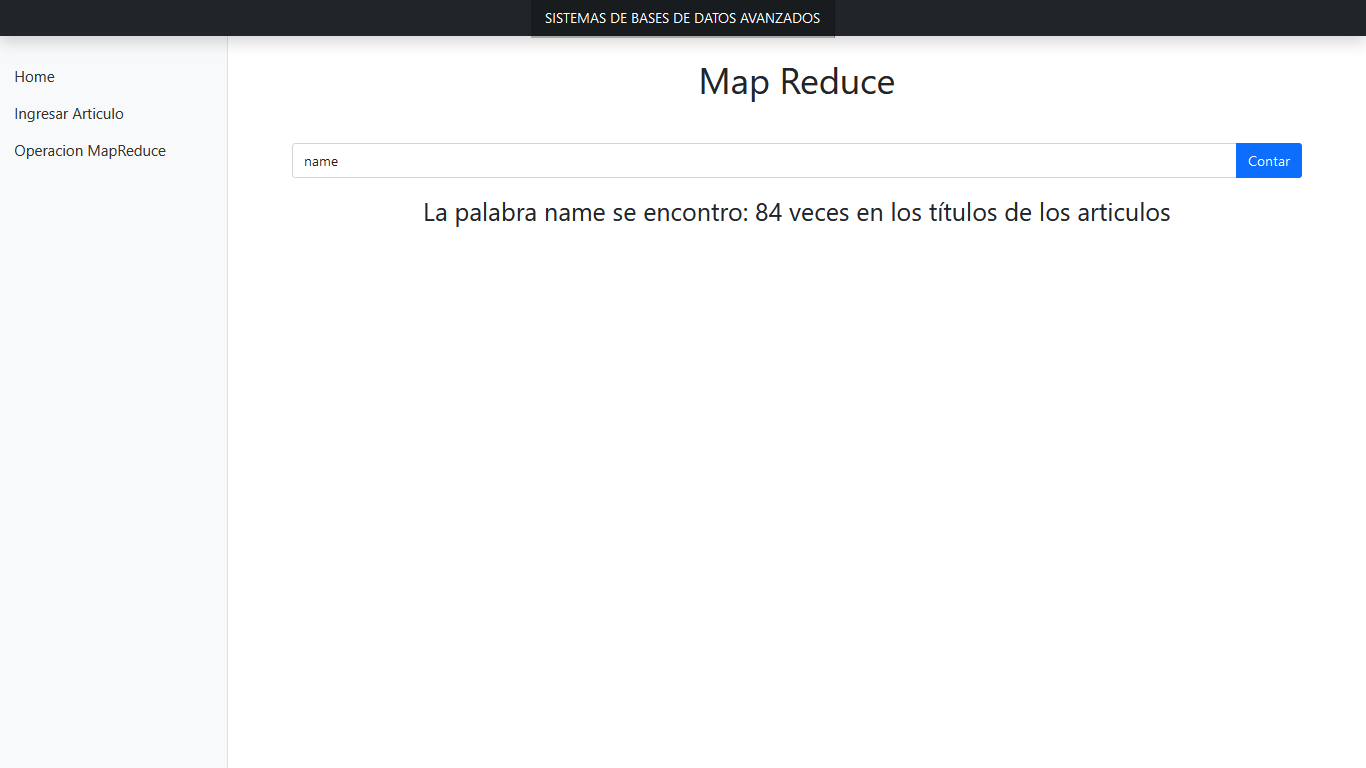 SISTEMAS DE BASES DE DATOS AVANZADOS
Home
Ingresar Articulo
Operacion MapReduce
Map Reduce
name
Contar
La palabra name se encontro: 84 veces en los títulos de los articulos